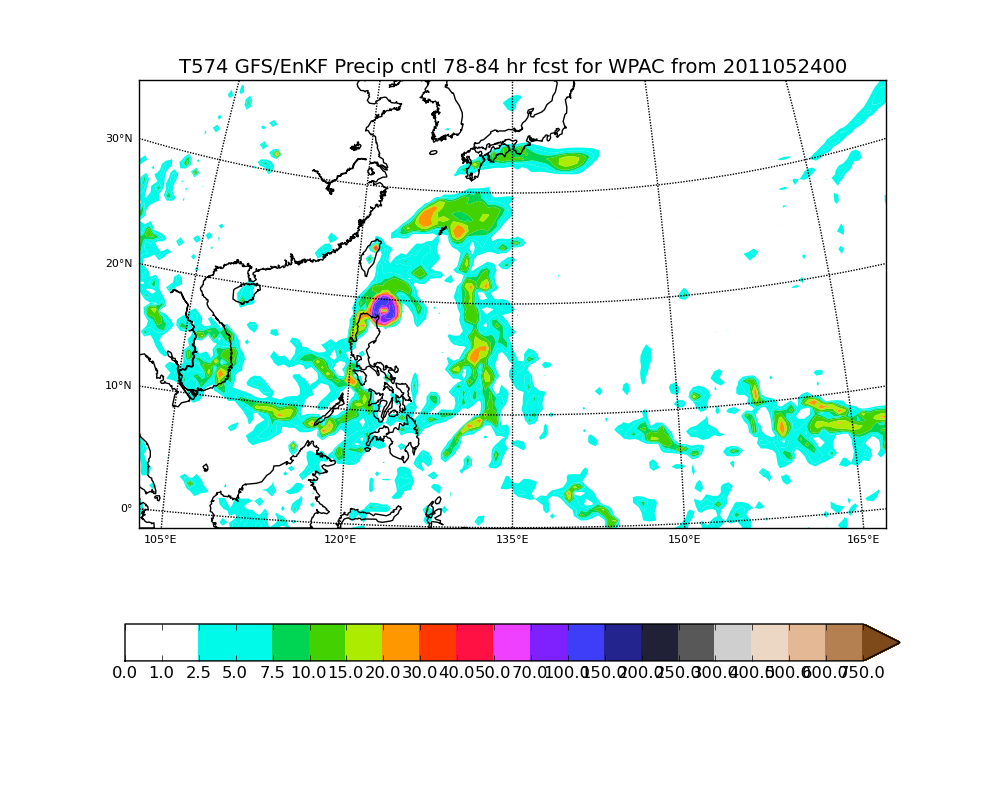 T574 GFS/EnKF Precip cntl 78-84 hr fcst for WPAC from 2011052400
30°N
20°N
10°N
0°
105°E 120°E 135°E 150°E 165°E
0.0 1.0 2.5 5.0 7.5 10.0 15.0 20.0 30.0 40.0 50.0 70.0 100.0 150.0 200.0 250.0 300.0 400.0 500.0 600.0 750.0